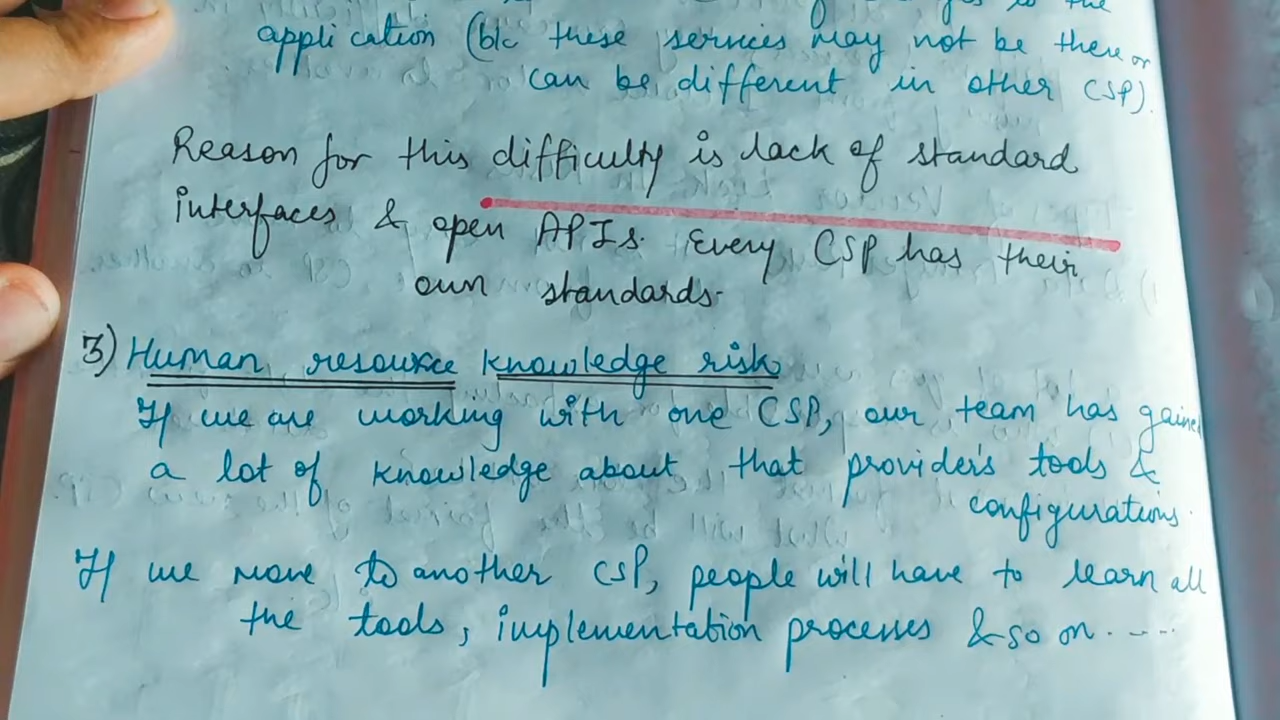 to the
application (b/c these services may not be there or
can be different in other CSP).
Reason for this difficulty is lack of standard
interfaces & open APIs. Every CSP has their
own standards.
3) Human resource knowledge risk
If we are working with one CSP, our team has gained
a lot of knowledge about that provider's tools &
configurations.
If we move to another CSP, people will have to learn all
the tools, implementation processes & so on.....